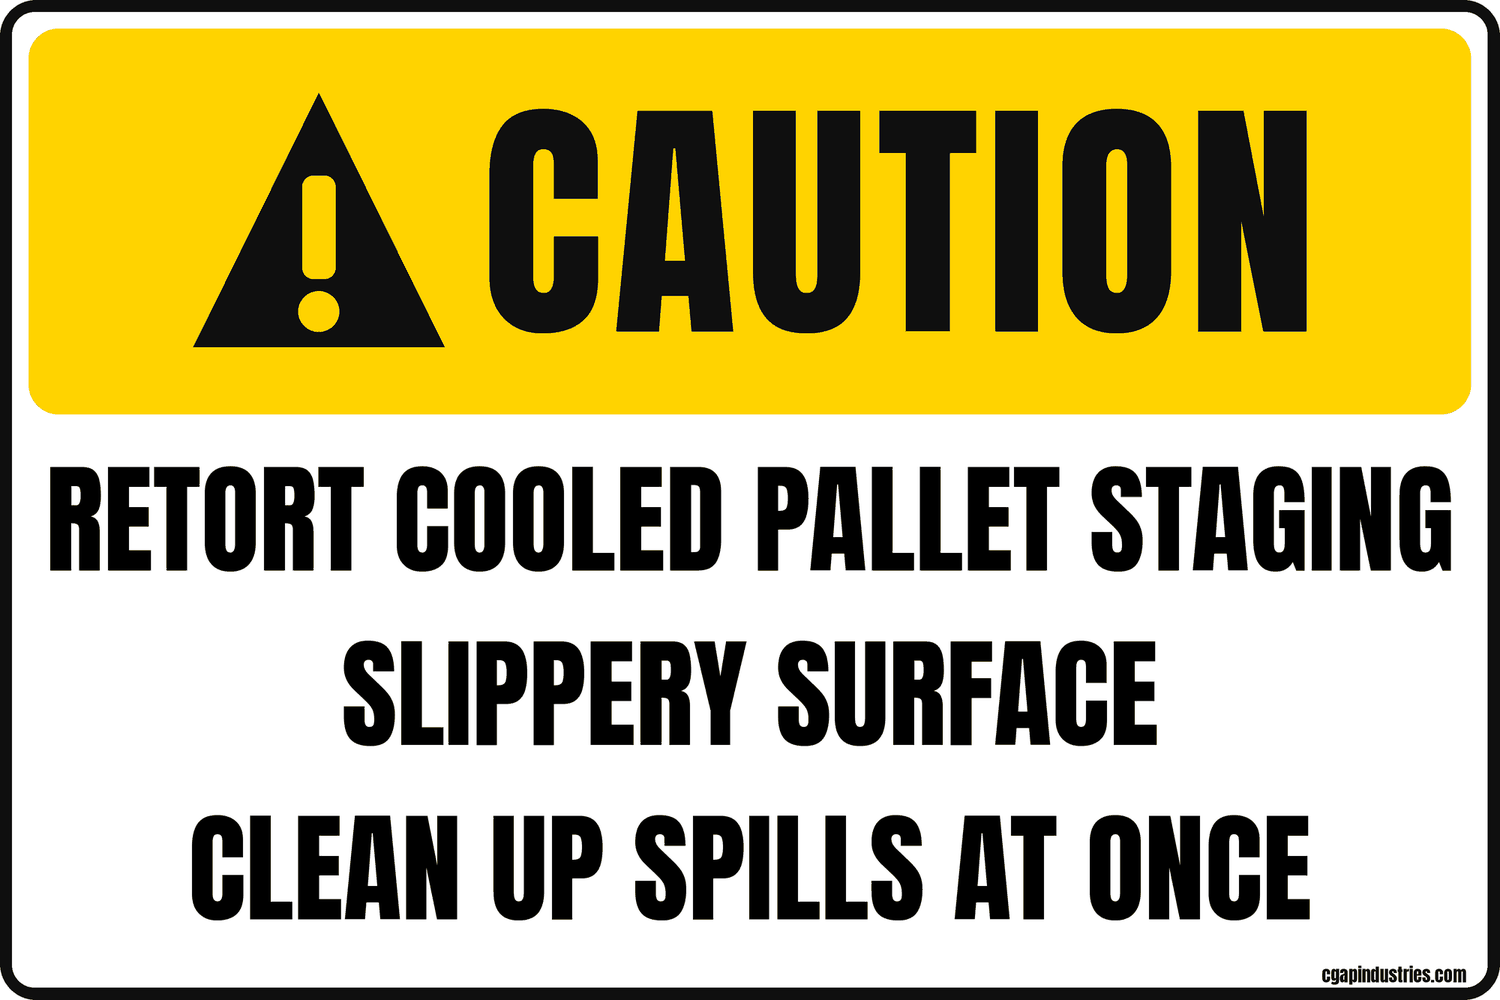 CAUTION
RETORT COOLED PALLET STAGING
SLIPPERY SURFACE
CLEAN UP SPILLS AT ONCE
cgapindustries.com